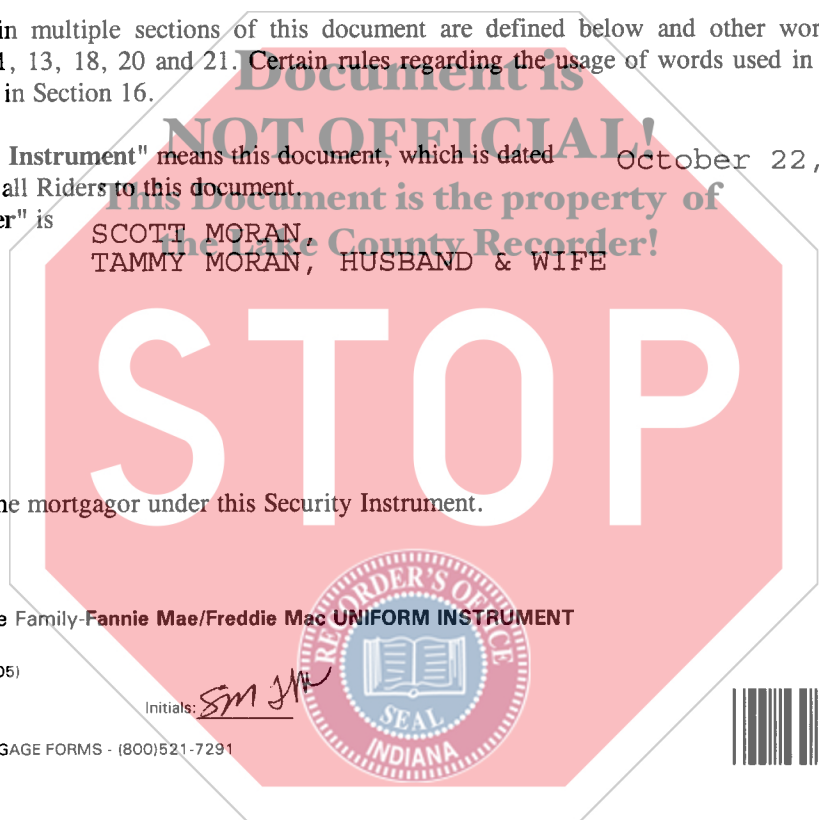 in multiple sections of this document are defined below and other wor
1, 13, 18, 20 and 21. Certain rules regarding the usage of words used in
in Section 16.
Document is
NOT OFFICIAL!
This Document is the property of
the Lake County Recorder!
Instrument" means this document, which is dated October 22,
all Riders to this document.
er" is
SCOTT MORAN,
TAMMY MORAN, HUSBAND & WIFE
STOP
he mortgagor under this Security Instrument.
e Family-Fannie Mae/Freddie Mac UNIFORM INSTRUMENT
05)
Initials: SM TM
GAGE FORMS - (800)521-7291
RECORDER'S OFFICE
SEAL
INDIANA